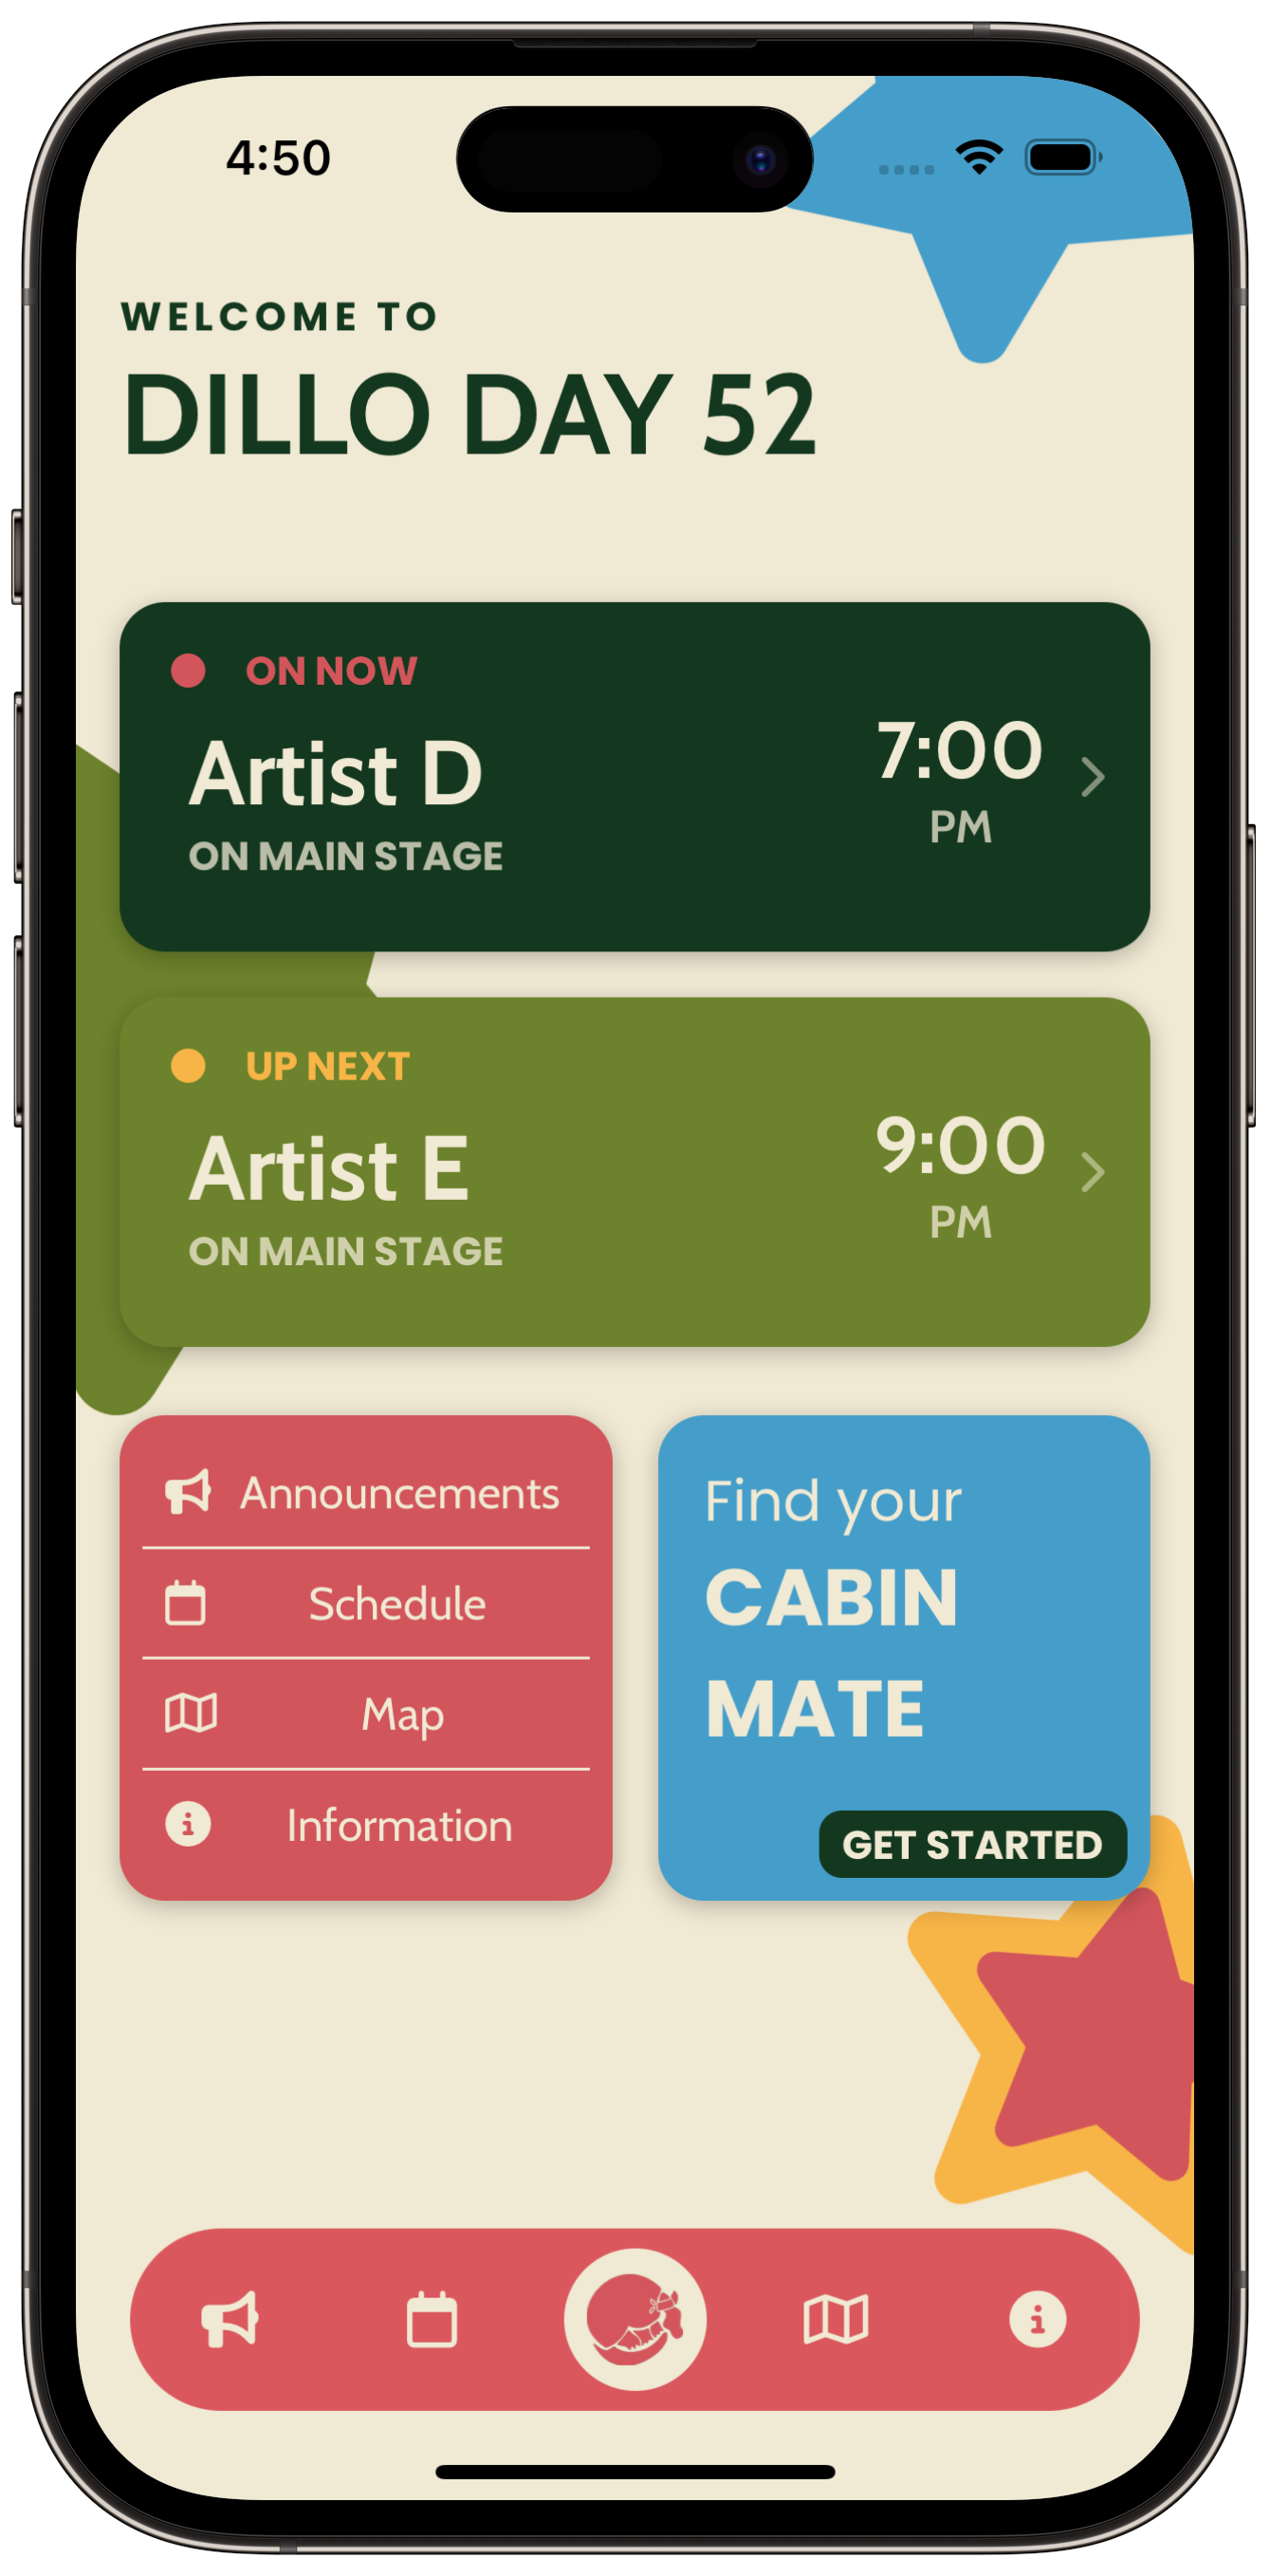 4:50
WELCOME TO
DILLO DAY 52
ON NOW
Artist D
ON MAIN STAGE
7:00
PM
UP NEXT
Artist E
ON MAIN STAGE
9:00
PM
Announcements
Schedule
Map
Information
Find your
CABIN
MATE
GET STARTED